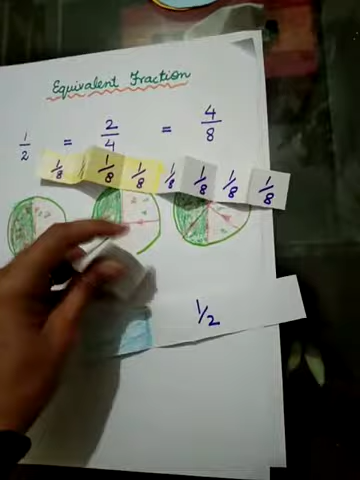 Equivalent Fraction
1/2 = 2/4 = 4/8
1/8 1/8 1/8 1/8 1/8 1/8 1/8
1/2